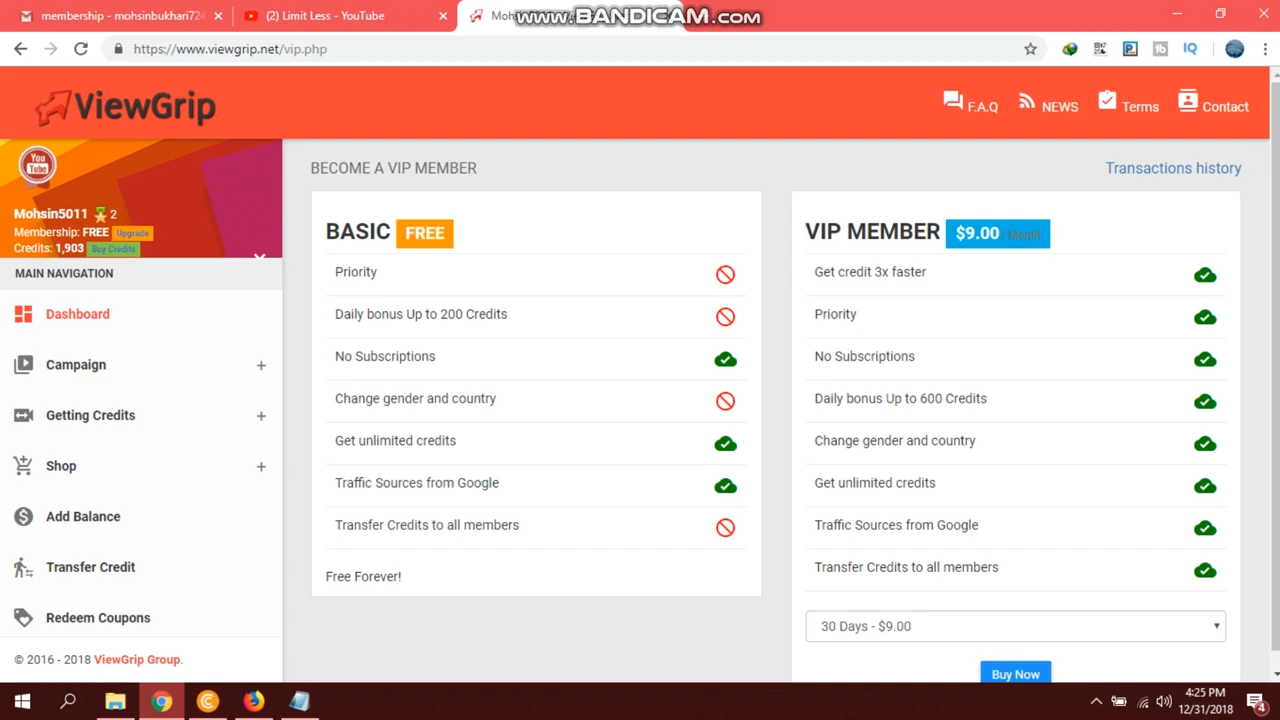 membership - mohsinbukhari724
(2) Limit Less - YouTube
Moh
www.BANDICAM.com
https://www.viewgrip.net/vip.php
ViewGrip
F.A.Q
NEWS
Terms
Contact
You
Tube
Mohsin5011 2
Membership: FREE Upgrade
Credits: 1,903 Buy Credits
MAIN NAVIGATION
Dashboard
Campaign +
Getting Credits +
Shop +
Add Balance
Transfer Credit
Redeem Coupons
© 2016 - 2018 ViewGrip Group.
BECOME A VIP MEMBER
Transactions history
BASIC FREE
Priority
Daily bonus Up to 200 Credits
No Subscriptions
Change gender and country
Get unlimited credits
Traffic Sources from Google
Transfer Credits to all members
Free Forever!
VIP MEMBER $9.00 / Month
Get credit 3x faster
Priority
No Subscriptions
Daily bonus Up to 600 Credits
Change gender and country
Get unlimited credits
Traffic Sources from Google
Transfer Credits to all members
30 Days - $9.00
Buy Now
4:25 PM
12/31/2018
4